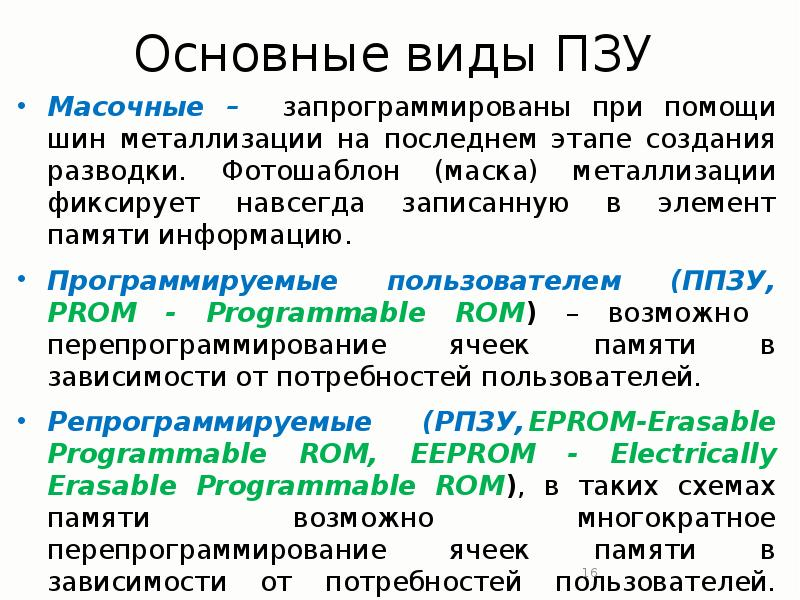 Основные виды ПЗУ
• Масочные – запрограммированы при помощи
шин металлизации на последнем этапе создания
разводки. Фотошаблон (маска) металлизации
фиксирует навсегда записанную в элемент
памяти информацию.
• Программируемые пользователем (ППЗУ,
PROM - Programmable ROM) – возможно
перепрограммирование ячеек памяти в
зависимости от потребностей пользователей.
• Репрограммируемые (РПЗУ,EPROM-Erasable
Programmable ROM, EEPROM - Electrically
Erasable Programmable ROM), в таких схемах
памяти возможно многократное
перепрограммирование ячеек памяти в
зависимости от потребностей пользователей.
16